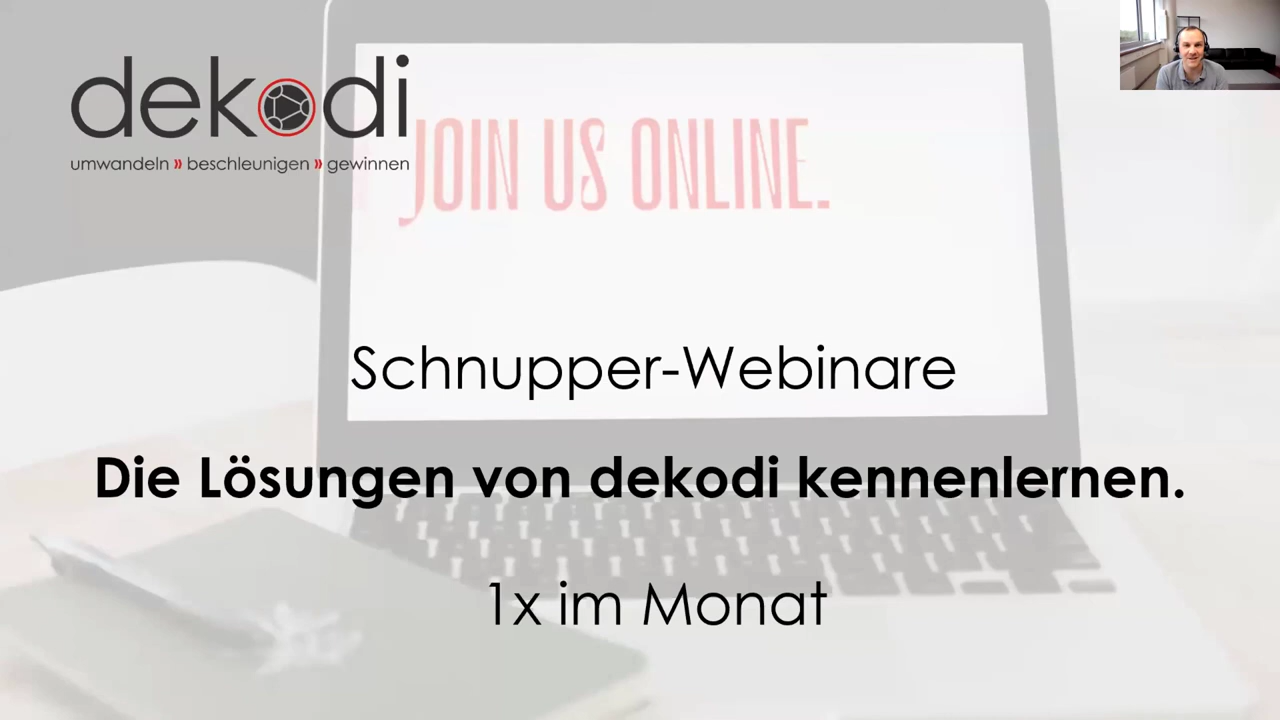 dekodi
umwandeln » beschleunigen » gewinnen
JOIN US ONLINE.
Schnupper-Webinare
Die Lösungen von dekodi kennenlernen.
1x im Monat